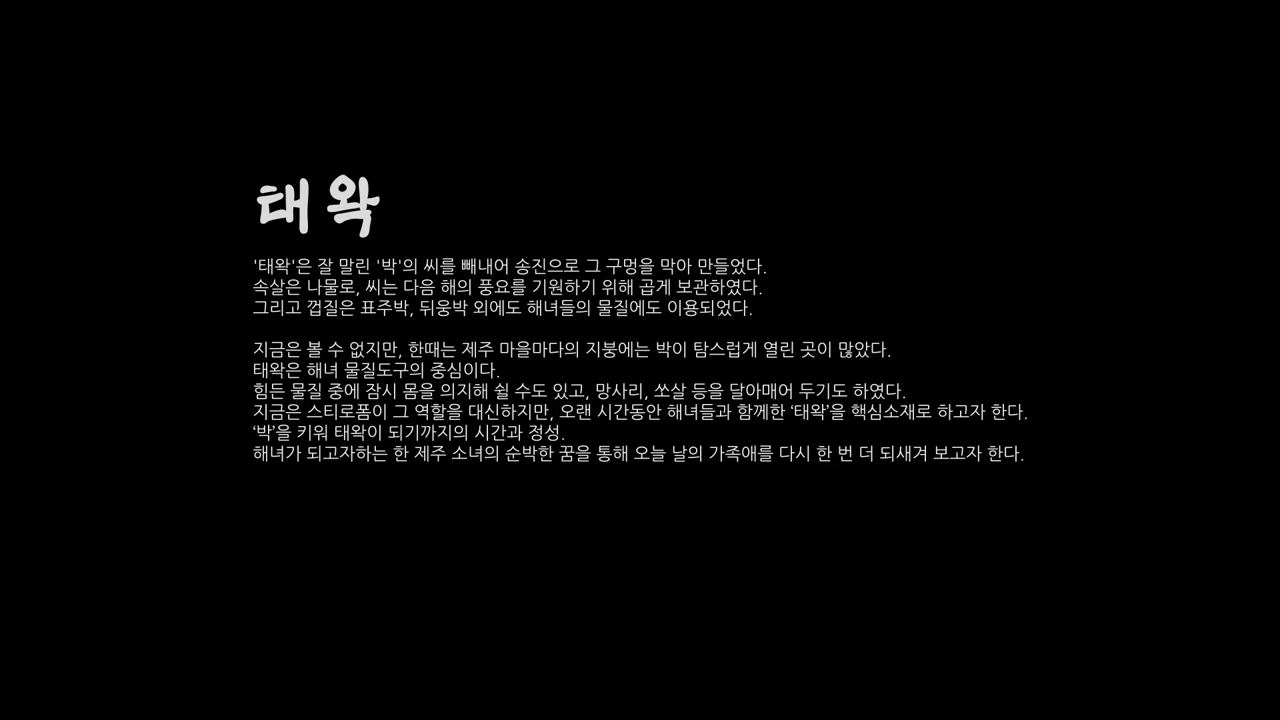 태왁
'태왁'은 잘 말린 '박'의 씨를 빼내어 송진으로 그 구멍을 막아 만들었다.
속살은 나물로, 씨는 다음 해의 풍요를 기원하기 위해 곱게 보관하였다.
그리고 껍질은 표주박, 뒤웅박 외에도 해녀들의 물질에도 이용되었다.
지금은 볼 수 없지만, 한때는 제주 마을마다의 지붕에는 박이 탐스럽게 열린 곳이 많았다.
태왁은 해녀 물질도구의 중심이다.
힘든 물질 중에 잠시 몸을 의지해 쉴 수도 있고, 망사리, 쏘살 등을 달아매어 두기도 하였다.
지금은 스티로폼이 그 역할을 대신하지만, 오랜 시간동안 해녀들과 함께한 ‘태왁’을 핵심소재로 하고자 한다.
‘박’을 키워 태왁이 되기까지의 시간과 정성.
해녀가 되고자하는 한 제주 소녀의 순박한 꿈을 통해 오늘 날의 가족애를 다시 한 번 더 되새겨 보고자 한다.